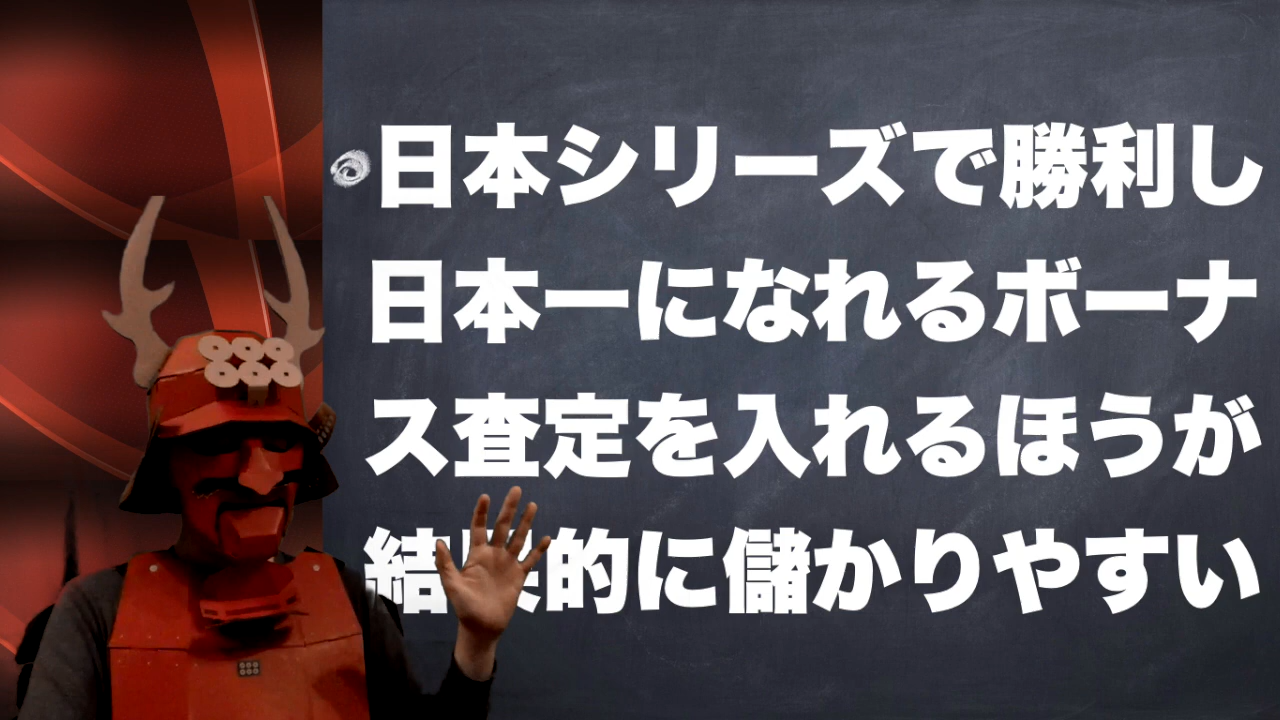 日本シリーズで勝利し
日本一になれるボーナ
ス査定を入れるほうが
結果的に儲かりやすい